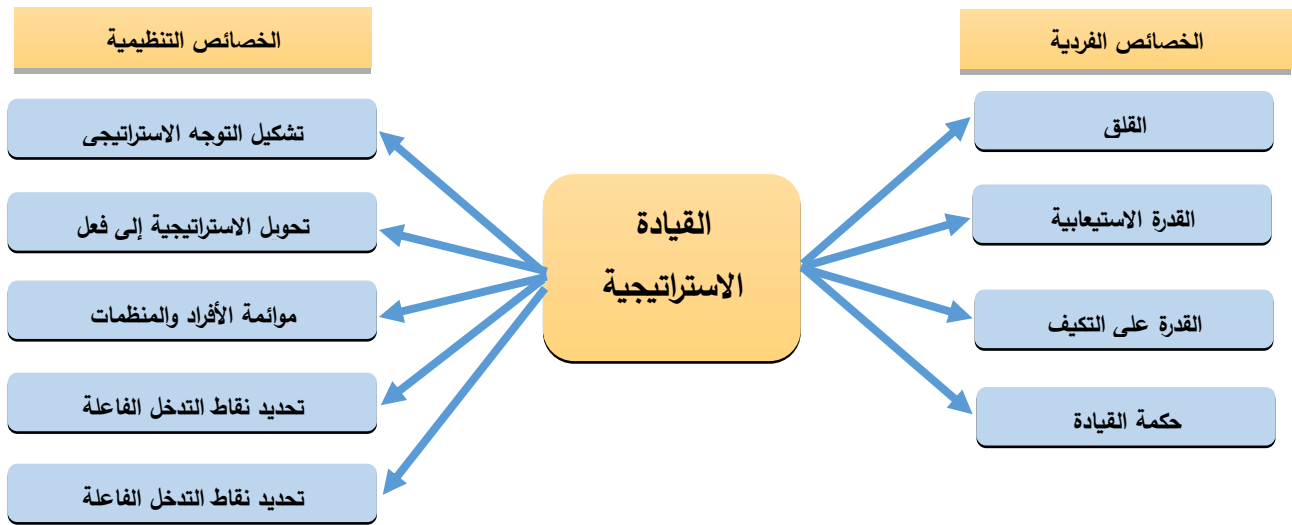 الخصائص الفردية
القلق
القدرة الاستيعابية
القدرة على التكيف
حكمة القيادة
القيادة
الاستراتيجية
الخصائص التنظيمية
تشكيل التوجه الاستراتيجى
تحويل الاستراتيجية إلى فعل
موائمة الأفراد والمنظمات
تحديد نقاط التدخل الفاعلة
تحديد نقاط التدخل الفاعلة